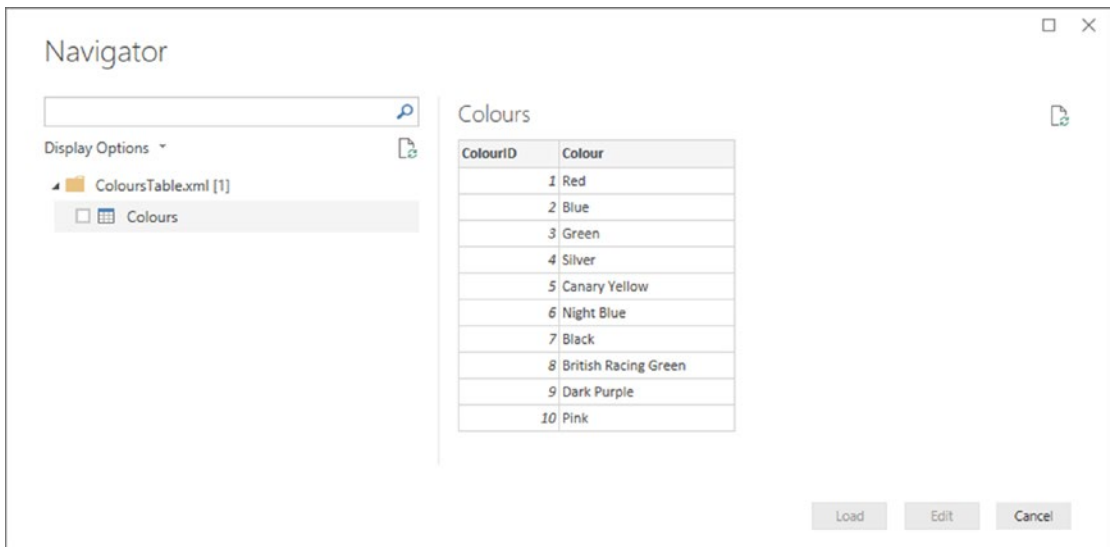 Navigator
Display Options
ColoursTable.xml [1]
Colours
Colours
ColourID Colour
1 Red
2 Blue
3 Green
4 Silver
5 Canary Yellow
6 Night Blue
7 Black
8 British Racing Green
9 Dark Purple
10 Pink
Load Edit Cancel